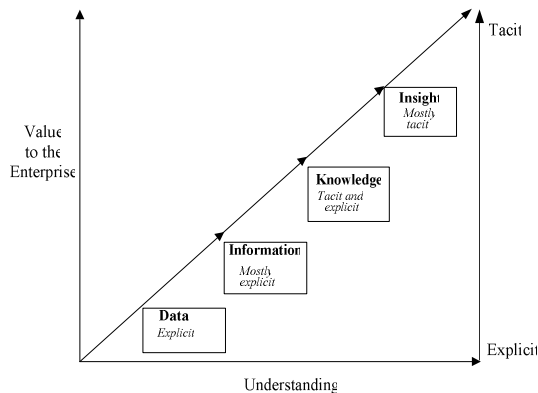 Tacit
Insight
Mostly
tacit
Value
to the
Enterprise
Knowledge
Tacit and
explicit
Information
Mostly
explicit
Data
Explicit
Explicit
Understanding